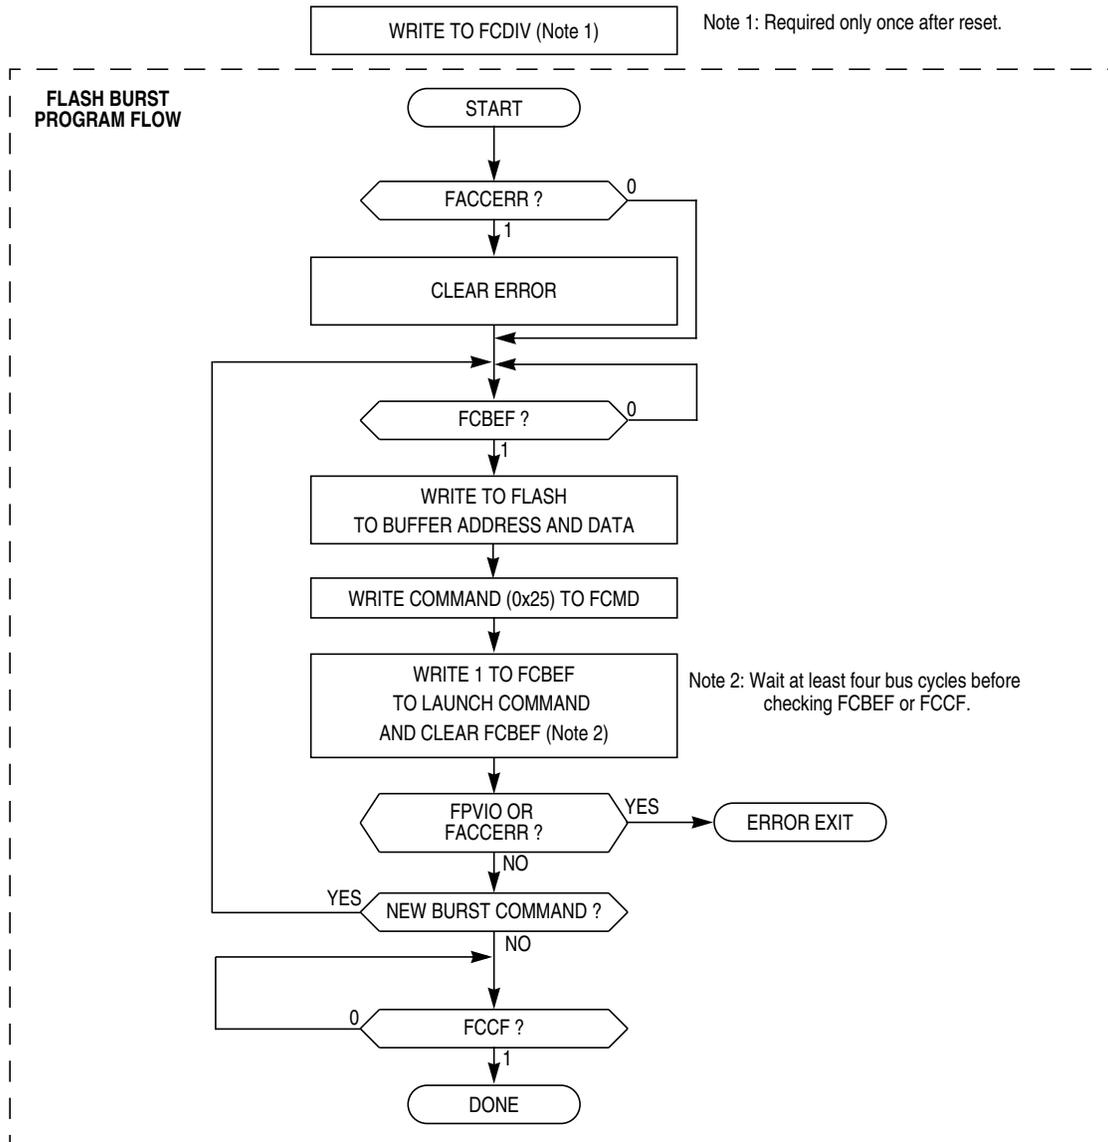 WRITE TO FCDIV (Note 1)
Note 1: Required only once after reset.
FLASH BURST
PROGRAM FLOW
START
FACCERR ?
0
1
CLEAR ERROR
FCBEF ?
0
1
WRITE TO FLASH
TO BUFFER ADDRESS AND DATA
WRITE COMMAND (0x25) TO FCMD
WRITE 1 TO FCBEF
TO LAUNCH COMMAND
AND CLEAR FCBEF (Note 2)
Note 2: Wait at least four bus cycles before
checking FCBEF or FCCF.
FPVIO OR
FACCERR ?
YES
ERROR EXIT
NO
YES
NEW BURST COMMAND ?
NO
0
FCCF ?
1
DONE